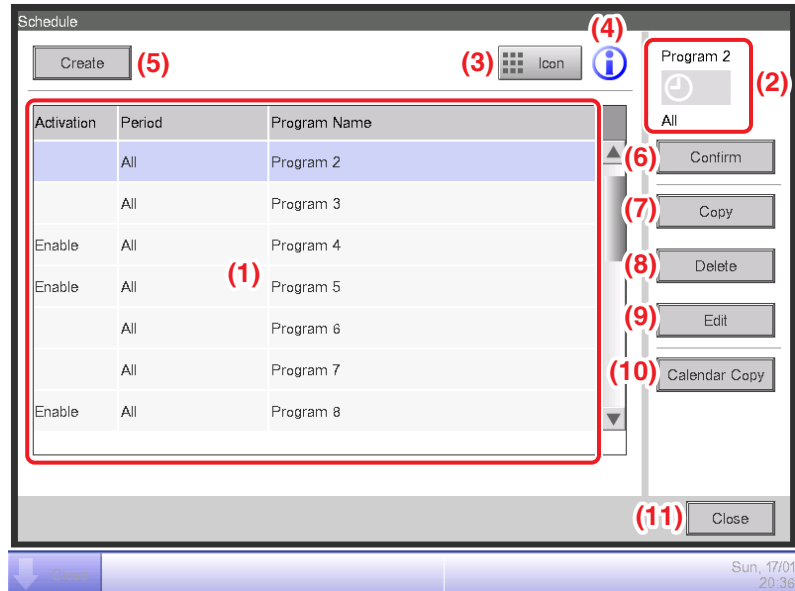 Schedule
(4)
Create (5) (3) Icon
Program 2
(2)
All
Activation Period Program Name
All Program 2
(6) Confirm
All Program 3
(7) Copy
Enable All Program 4
(1)
(8) Delete
Enable All Program 5
(9) Edit
All Program 6
All Program 7
(10) Calendar Copy
Enable All Program 8
(11) Close
Sun, 17/01
20:36